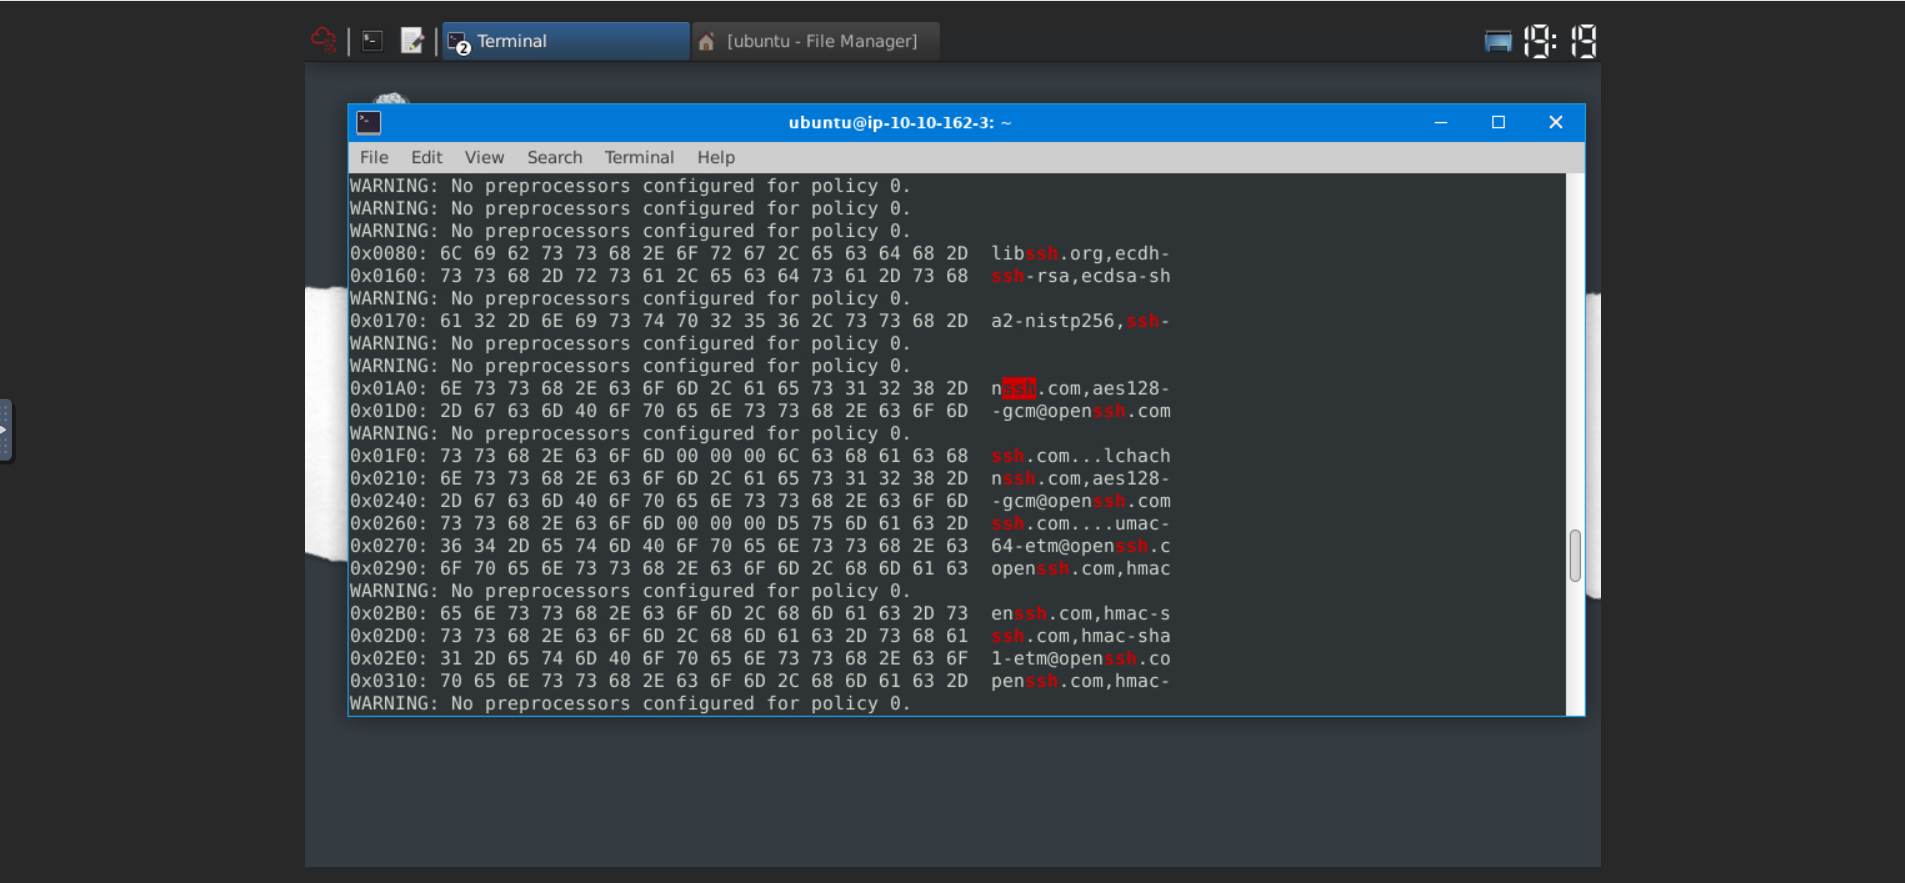 2 Terminal
[ubuntu - File Manager]
19:19
ubuntu@ip-10-10-162-3: ~
File Edit View Search Terminal Help
WARNING: No preprocessors configured for policy 0.
WARNING: No preprocessors configured for policy 0.
WARNING: No preprocessors configured for policy 0.
0x0080: 6C 69 62 73 73 68 2E 6F 72 67 2C 65 63 64 68 2D  libssh.org,ecdh-
0x0160: 73 73 68 2D 72 73 61 2C 65 63 64 73 61 2D 73 68  ssh-rsa,ecdsa-sh
WARNING: No preprocessors configured for policy 0.
0x0170: 61 32 2D 6E 69 73 74 70 32 35 36 2C 73 73 68 2D  a2-nistp256,ssh-
WARNING: No preprocessors configured for policy 0.
WARNING: No preprocessors configured for policy 0.
0x01A0: 6E 73 73 68 2E 63 6F 6D 2C 61 65 73 31 32 38 2D  nssh.com,aes128-
0x01D0: 2D 67 63 6D 40 6F 70 65 6E 73 73 68 2E 63 6F 6D  -gcm@openssh.com
WARNING: No preprocessors configured for policy 0.
0x01F0: 73 73 68 2E 63 6F 6D 00 00 00 6C 63 68 61 63 68  ssh.com...lchach
0x0210: 6E 73 73 68 2E 63 6F 6D 2C 61 65 73 31 32 38 2D  nssh.com,aes128-
0x0240: 2D 67 63 6D 40 6F 70 65 6E 73 73 68 2E 63 6F 6D  -gcm@openssh.com
0x0260: 73 73 68 2E 63 6F 6D 00 00 00 D5 75 6D 61 63 2D  ssh.com....umac-
0x0270: 36 34 2D 65 74 6D 40 6F 70 65 6E 73 73 68 2E 63  64-etm@openssh.c
0x0290: 6F 70 65 6E 73 73 68 2E 63 6F 6D 2C 68 6D 61 63  openssh.com,hmac
WARNING: No preprocessors configured for policy 0.
0x02B0: 65 6E 73 73 68 2E 63 6F 6D 2C 68 6D 61 63 2D 73  enssh.com,hmac-s
0x02D0: 73 73 68 2E 63 6F 6D 2C 68 6D 61 63 2D 73 68 61  ssh.com,hmac-sha
0x02E0: 31 2D 65 74 6D 40 6F 70 65 6E 73 73 68 2E 63 6F  1-etm@openssh.co
0x0310: 70 65 6E 73 73 68 2E 63 6F 6D 2C 68 6D 61 63 2D  penssh.com,hmac-
WARNING: No preprocessors configured for policy 0.